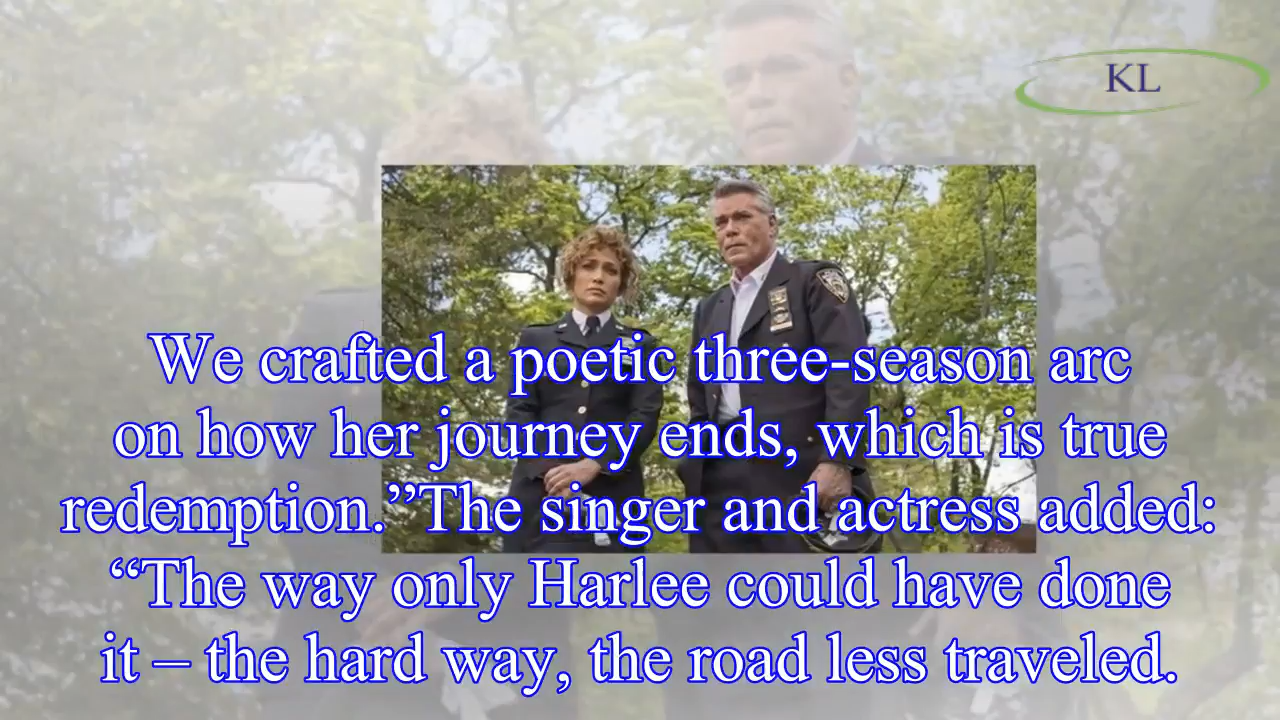 KL
We crafted a poetic three-season arc
on how her journey ends, which is true
redemption.”The singer and actress added:
“The way only Harlee could have done
it – the hard way, the road less traveled.